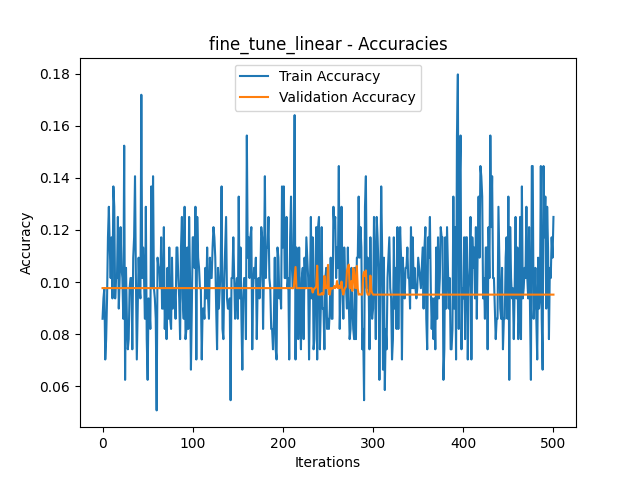 fine_tune_linear - Accuracies
Train Accuracy
Validation Accuracy
Accuracy
0.18
0.16
0.14
0.12
0.10
0.08
0.06
0 100 200 300 400 500
Iterations